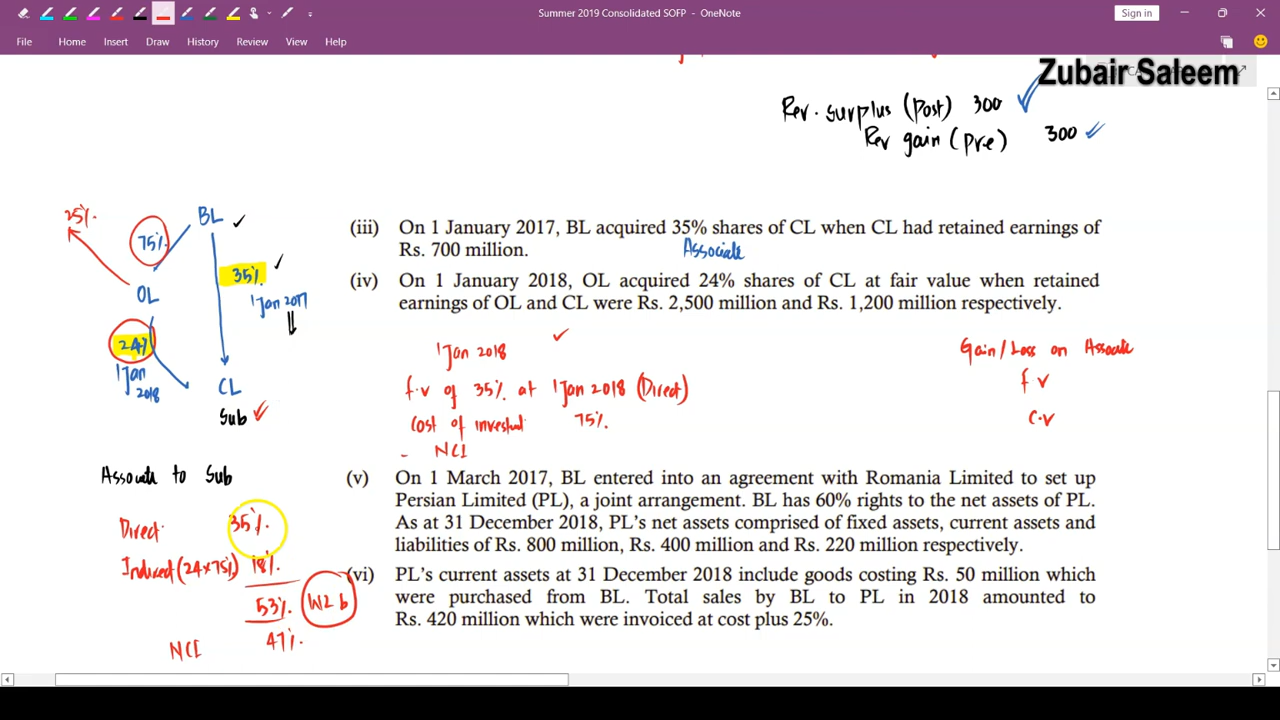 Summer 2019 Consolidated SOFP - OneNote
Sign in
File Home Insert Draw History Review View Help
Zubair Saleem
Rev. surplus (Post) 300
Rev gain (Pre) 300
25%.
BL
75%.
35%.
1 Jan 2017
OL
24%
1 Jan
2018
CL
Sub
(iii) On 1 January 2017, BL acquired 35% shares of CL when CL had retained earnings of
Rs. 700 million.
Associate
(iv) On 1 January 2018, OL acquired 24% shares of CL at fair value when retained
earnings of OL and CL were Rs. 2,500 million and Rs. 1,200 million respectively.
1 Jan 2018
f.v of 35% at 1 Jan 2018 (Direct)
Cost of investment 75%.
- NCI
Gain/Loss on Associate
f v
C.V
Associate to Sub
Direct 35%.
Indirect (24x75%) 18%.
53%. W2 b
NCI 47%.
(v) On 1 March 2017, BL entered into an agreement with Romania Limited to set up
Persian Limited (PL), a joint arrangement. BL has 60% rights to the net assets of PL.
As at 31 December 2018, PL's net assets comprised of fixed assets, current assets and
liabilities of Rs. 800 million, Rs. 400 million and Rs. 220 million respectively.
(vi) PL's current assets at 31 December 2018 include goods costing Rs. 50 million which
were purchased from BL. Total sales by BL to PL in 2018 amounted to
Rs. 420 million which were invoiced at cost plus 25%.